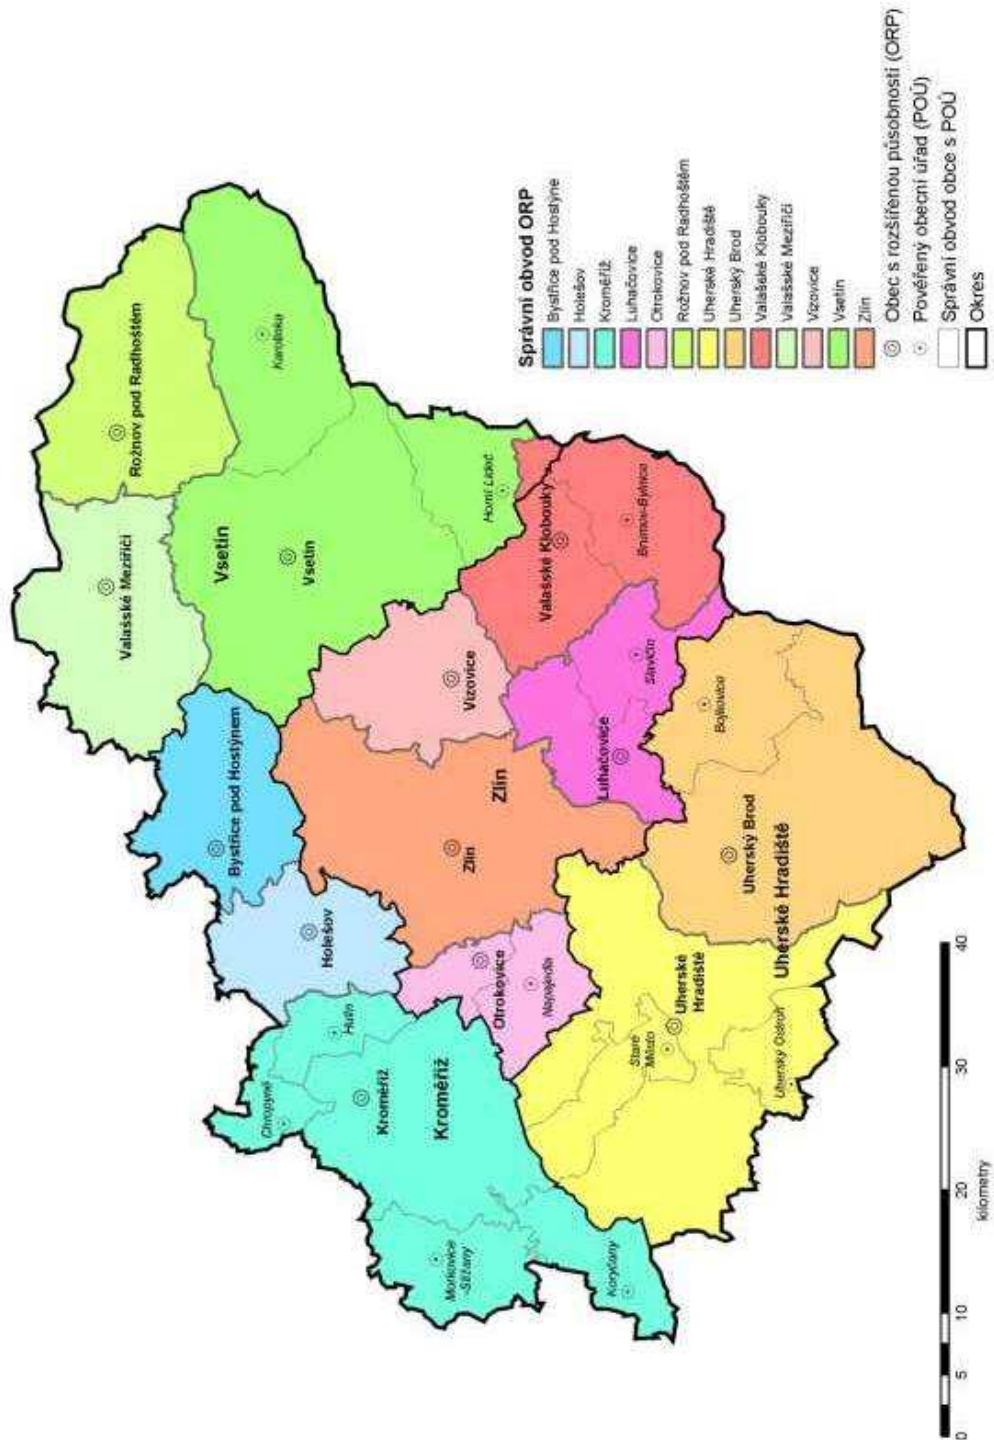 Rožnov pod Radhoštěm
Karolinka
Valašské Meziříčí
Vsetín
Vsetín
Horní Lideč
Bystřice pod Hostýnem
Vizovice
Valašské Klobouky
Brumov-Bylnice
Holešov
Zlín
Zlín
Luhačovice
Slavičín
Bojkovice
Chropyně
Hulín
Otrokovice
Napajedla
Uherský Brod
Uherské Hradiště
Kroměříž
Kroměříž
Staré
Město
Uherské
Hradiště
Uherský Ostroh
Morkovice
-Slížany
Koryčany
Správní obvod ORP
Bystřice pod Hostýne
Holešov
Kroměříž
Luhačovice
Otrokovice
Rožnov pod Radhoštěm
Uherské Hradiště
Uherský Brod
Valašské Klobouky
Valašské Meziříčí
Vizovice
Vsetín
Zlín
Obec s rozšířenou působností (ORP)
Pověřený obecní úřad (POÚ)
Správní obvod obce s POÚ
Okres
0 5 10 20 30 40
kilometry